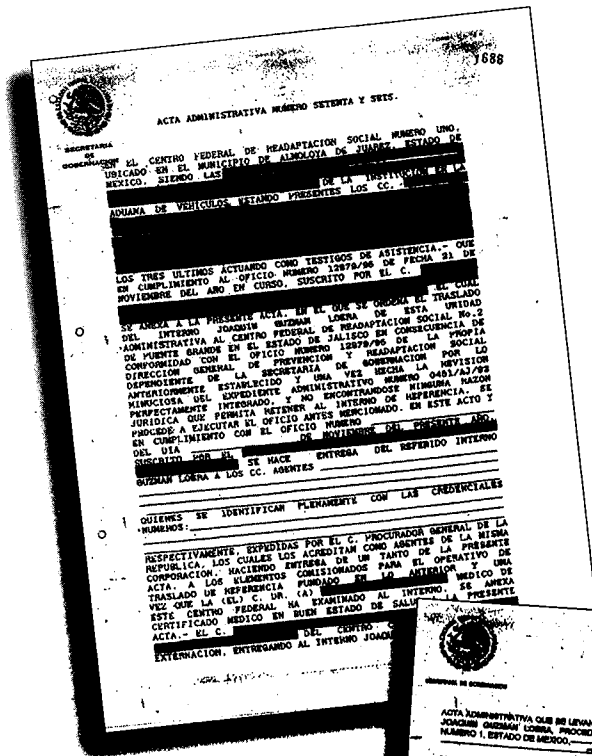 1688
SECRETARIA
DE
GOBERNACION
ACTA ADMINISTRATIVA NUMERO SETENTA Y SEIS.
EN EL CENTRO FEDERAL DE READAPTACION SOCIAL NUMERO UNO,
UBICADO EN EL MUNICIPIO DE ALMOLOYA DE JUAREZ, ESTADO DE
MEXICO, SIENDO LAS
DE LA INSTITUCION EN LA
ADUANA DE VEHICULOS, ESTANDO PRESENTES LOS CC.
LOS TRES ULTIMOS ACTUANDO COMO TESTIGOS DE ASISTENCIA.- QUE
EN CUMPLIMIENTO AL OFICIO NUMERO 12879/95 DE FECHA 21 DE
NOVIEMBRE DEL AÑO EN CURSO, SUSCRITO POR EL C.
EL CUAL
SE ANEXA A LA PRESENTE ACTA, EN EL QUE SE ORDENA EL TRASLADO
DEL INTERNO JOAQUIN GUZMAN LOERA DE ESTA UNIDAD
ADMINISTRATIVA AL CENTRO FEDERAL DE READAPTACION SOCIAL No.2
DE PUENTE GRANDE EN EL ESTADO DE JALISCO EN CONSECUENCIA DE
CONFORMIDAD CON EL OFICIO NUMERO 12879/95 DE LA PROPIA
DIRECCION GENERAL DE PREVENCION Y READAPTACION SOCIAL
DEPENDIENTE DE LA SECRETARIA DE GOBERNACION POR LO
ANTERIORMENTE ESTABLECIDO Y UNA VEZ HECHA LA REVISION
MINUCIOSA DEL EXPEDIENTE ADMINISTRATIVO NUMERO 0451/AJ/93
PERFECTAMENTE INTEGRADO, Y NO ENCONTRANDOSE NINGUNA RAZON
JURIDICA QUE PERMITA RETENER AL INTERNO DE REFERENCIA, SE
PROCEDE A EJECUTAR EL OFICIO ANTES MENCIONADO, EN ESTE ACTO Y
EN CUMPLIMIENTO CON EL OFICIO NUMERO
DEL DIA DE NOVIEMBRE DEL PRESENTE AÑO,
SUSCRITO POR EL
SE HACE ENTREGA DEL REFERIDO INTERNO
GUZMAN LOERA A LOS CC. AGENTES
QUIENES SE IDENTIFICAN PLENAMENTE CON LAS CREDENCIALES
NUMEROS:
RESPECTIVAMENTE, EXPEDIDAS POR EL C. PROCURADOR GENERAL DE LA
REPUBLICA, LOS CUALES LOS ACREDITAN COMO AGENTES DE LA MISMA
CORPORACION, HACIENDO ENTREGA DE UN TANTO DE LA PRESENTE
ACTA, A LOS ELEMENTOS COMISIONADOS PARA EL OPERATIVO DE
TRASLADO DE REFERENCIA FUNDADO EN LO ANTERIOR Y UNA
VEZ QUE LA (EL) C. DR. (A) MEDICO DE
ESTE CENTRO FEDERAL HA EXAMINADO AL INTERNO, SE ANEXA
CERTIFICADO MEDICO EN BUEN ESTADO DE SALUD LA PRESENTE
ACTA.- EL C. DEL CENTRO
EXTERNACION, ENTREGANDO AL INTERNO JOAQU
ACTA ADMINISTRATIVA QUE SE LEVAN
JOAQUIN GUZMAN LOERA, PROCED
NUMERO 1, ESTADO DE MEXICO,